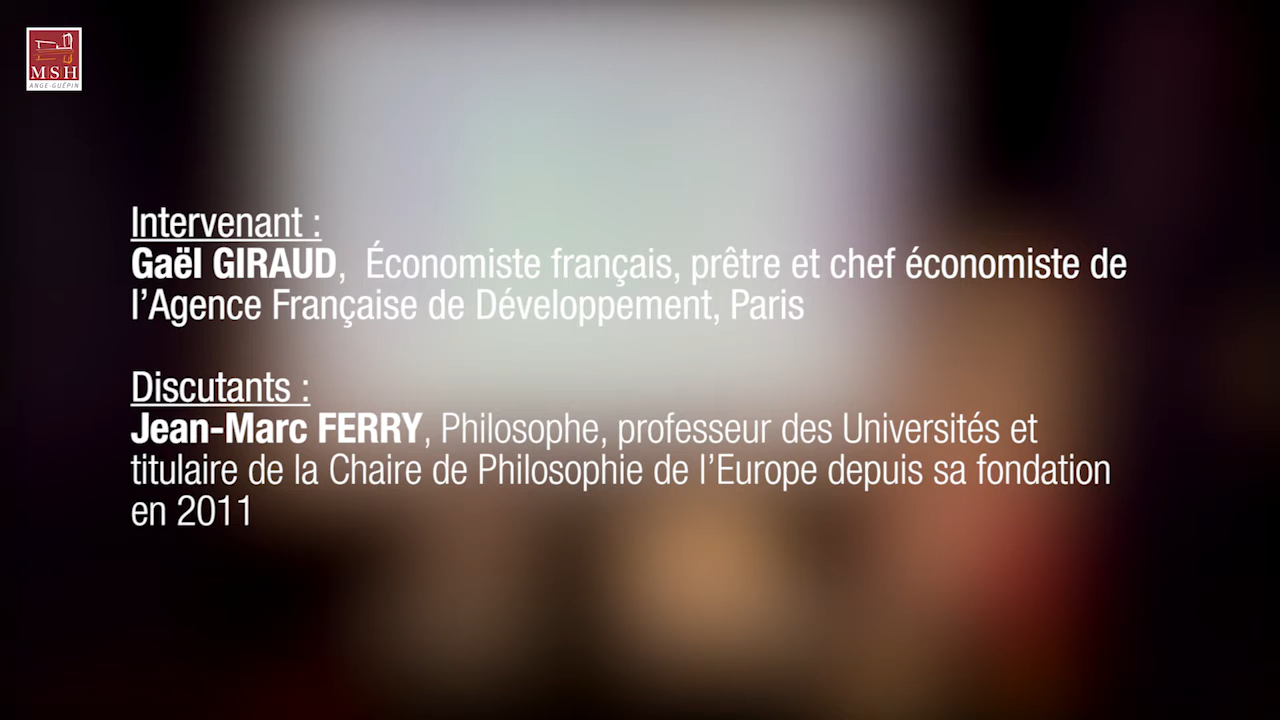 MSH
ANGE-GUÉPIN
Intervenant :
Gaël GIRAUD, Économiste français, prêtre et chef économiste de
l’Agence Française de Développement, Paris
Discutants :
Jean-Marc FERRY, Philosophe, professeur des Universités et
titulaire de la Chaire de Philosophie de l’Europe depuis sa fondation
en 2011